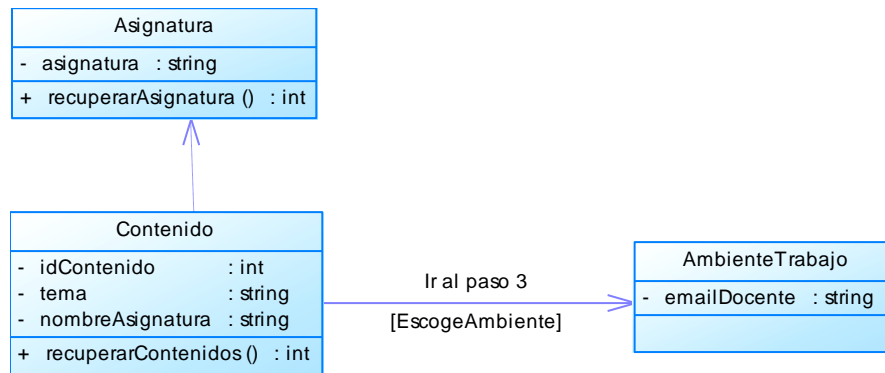 Asignatura
- asignatura : string
+ recuperarAsignatura () : int
Contenido
- idContenido : int
- tema : string
- nombreAsignatura : string
+ recuperarContenidos () : int
Ir al paso 3
[EscogeAmbiente]
AmbienteTrabajo
- emailDocente : string